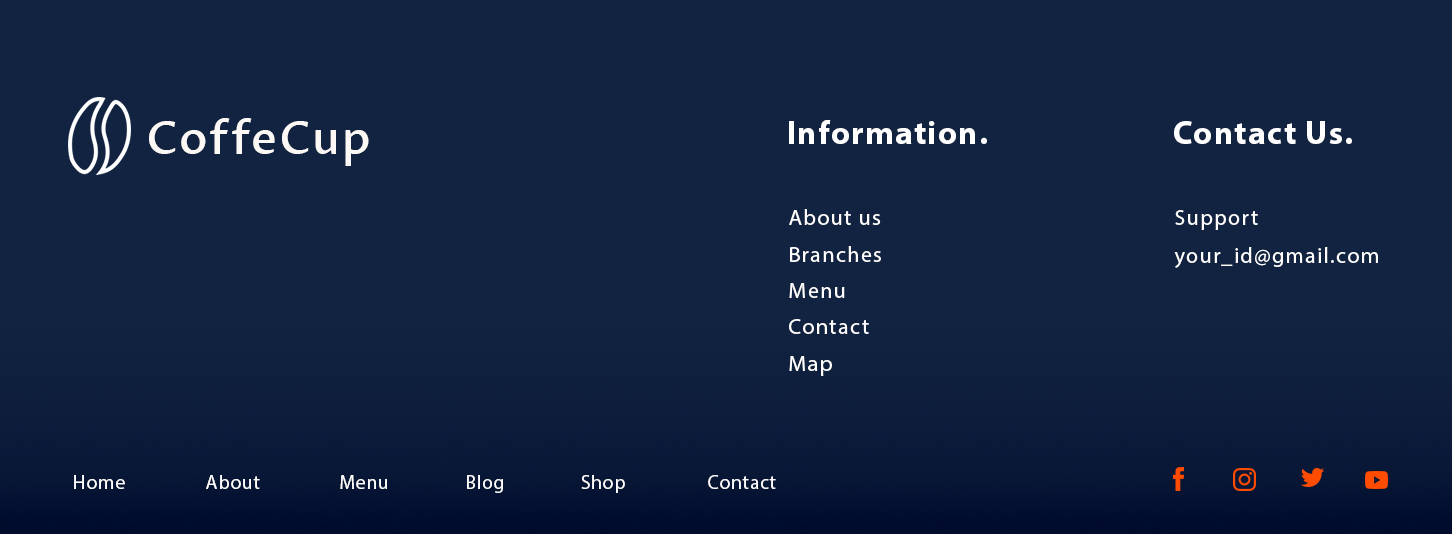 CoffeCup
Information.
About us
Branches
Menu
Contact
Map
Contact Us.
Support
your_id@gmail.com
Home
About
Menu
Blog
Shop
Contact